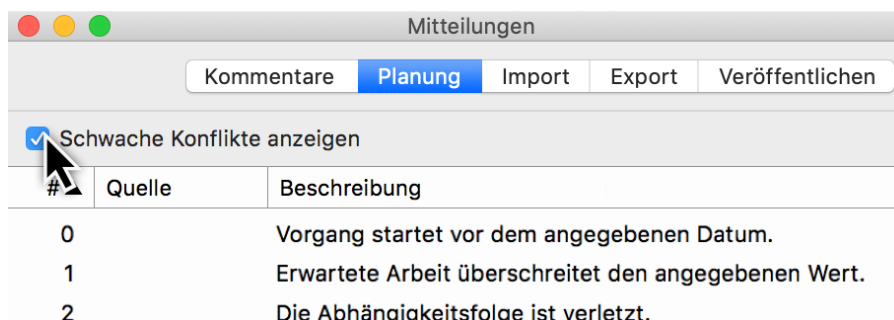 Mitteilungen
Kommentare Planung Import Export Veröffentlichen
Schwache Konflikte anzeigen
# Quelle Beschreibung
0 Vorgang startet vor dem angegebenen Datum.
1 Erwartete Arbeit überschreitet den angegebenen Wert.
2 Die Abhängigkeitsfolge ist verletzt.